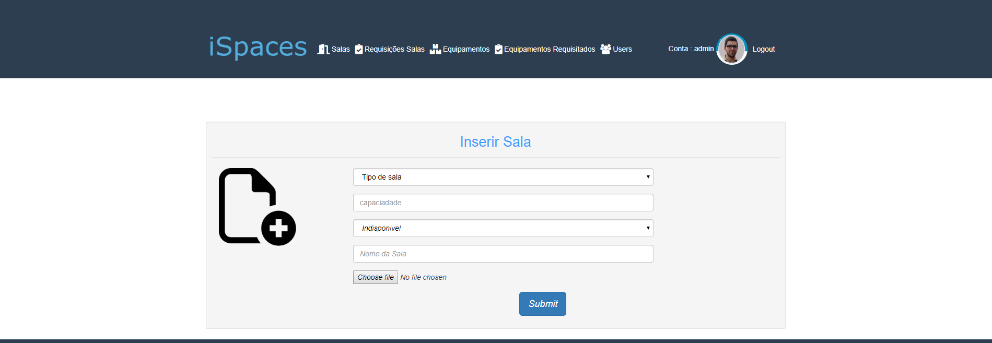 iSpaces Salas Requisições Salas Equipamentos Equipamentos Requisitados Users Conta : admin Logout
Inserir Sala
Tipo de sala
capaciadade
Indisponivel
Nome da Sala
Choose file No file chosen
Submit